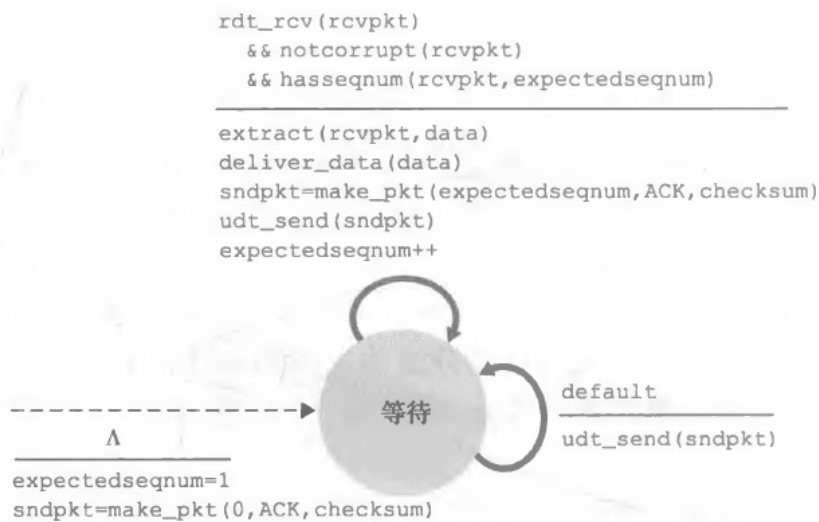 rdt_rcv(rcvpkt)
&& notcorrupt(rcvpkt)
&& hasseqnum(rcvpkt,expectedseqnum)
extract(rcvpkt,data)
deliver_data(data)
sndpkt=make_pkt(expectedseqnum,ACK,checksum)
udt_send(sndpkt)
expectedseqnum++
等待
default
udt_send(sndpkt)
Λ
expectedseqnum=1
sndpkt=make_pkt(0,ACK,checksum)